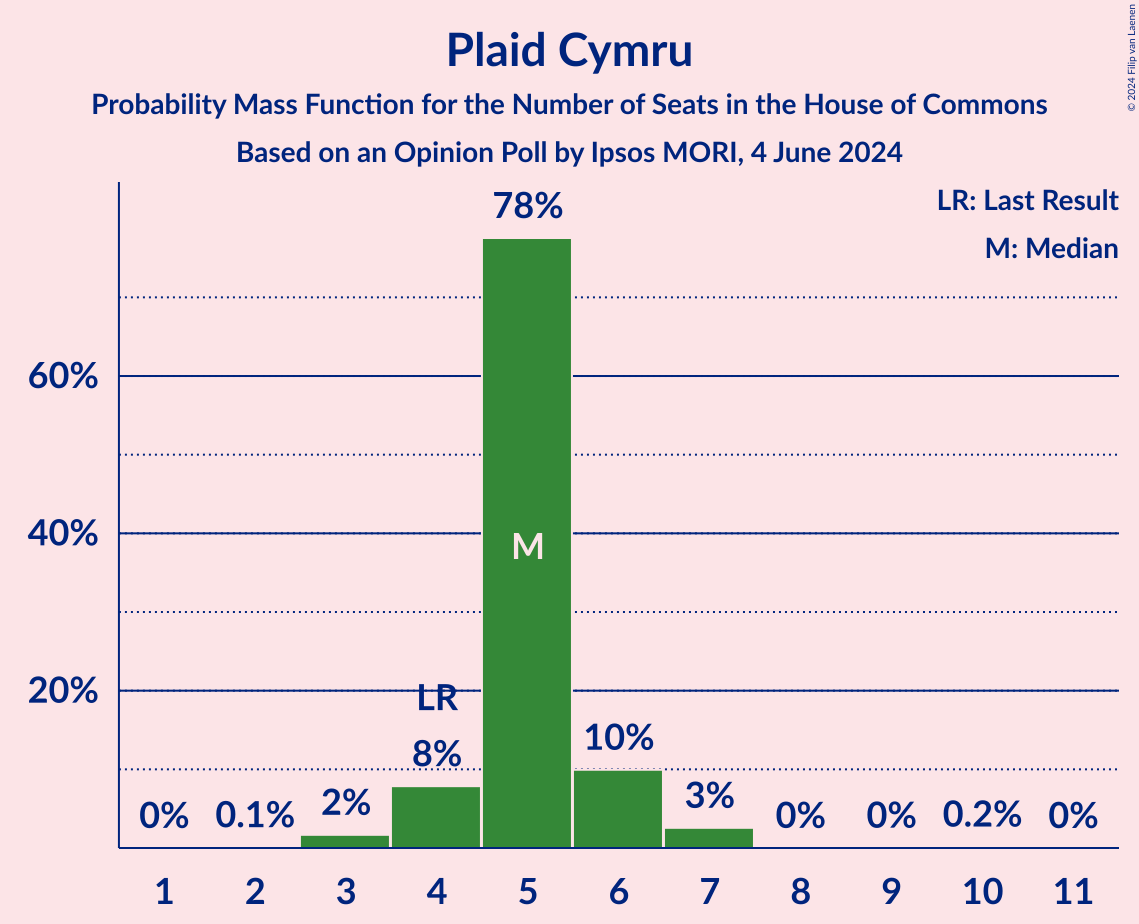 Plaid Cymru
Probability Mass Function for the Number of Seats in the House of Commons
Based on an Opinion Poll by Ipsos MORI, 4 June 2024
© 2024 Filip van Laenen
LR: Last Result
M: Median
78%
60%
40%
M
20%
LR
8%
10%
0%
0.1%
2%
3%
0%
0%
0.2%
0%
1 2 3 4 5 6 7 8 9 10 11